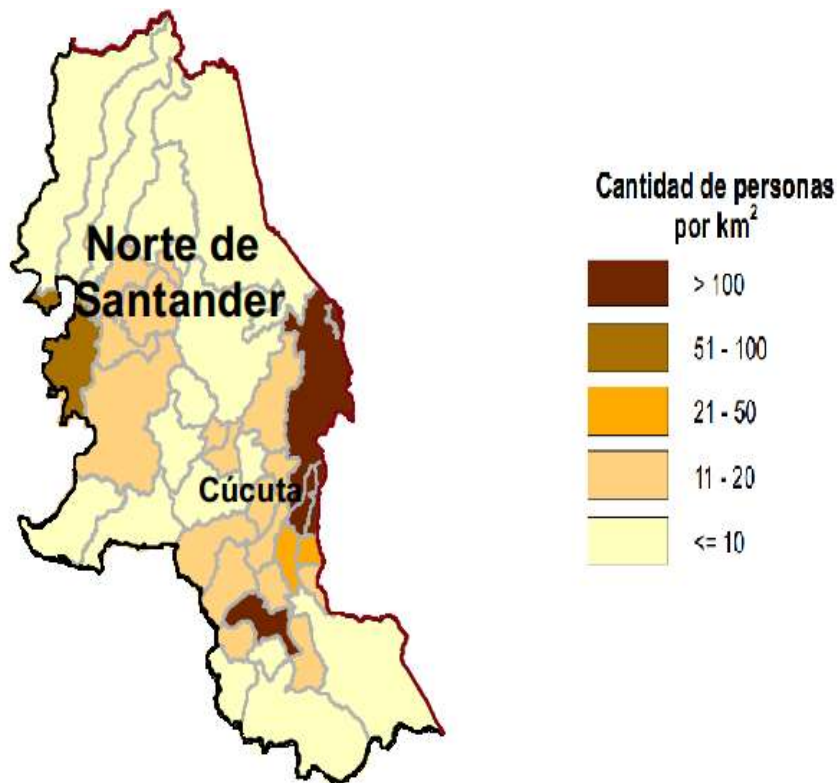 Norte de
Santander
Cúcuta
Cantidad de personas
por km²
> 100
51 - 100
21 - 50
11 - 20
<= 10